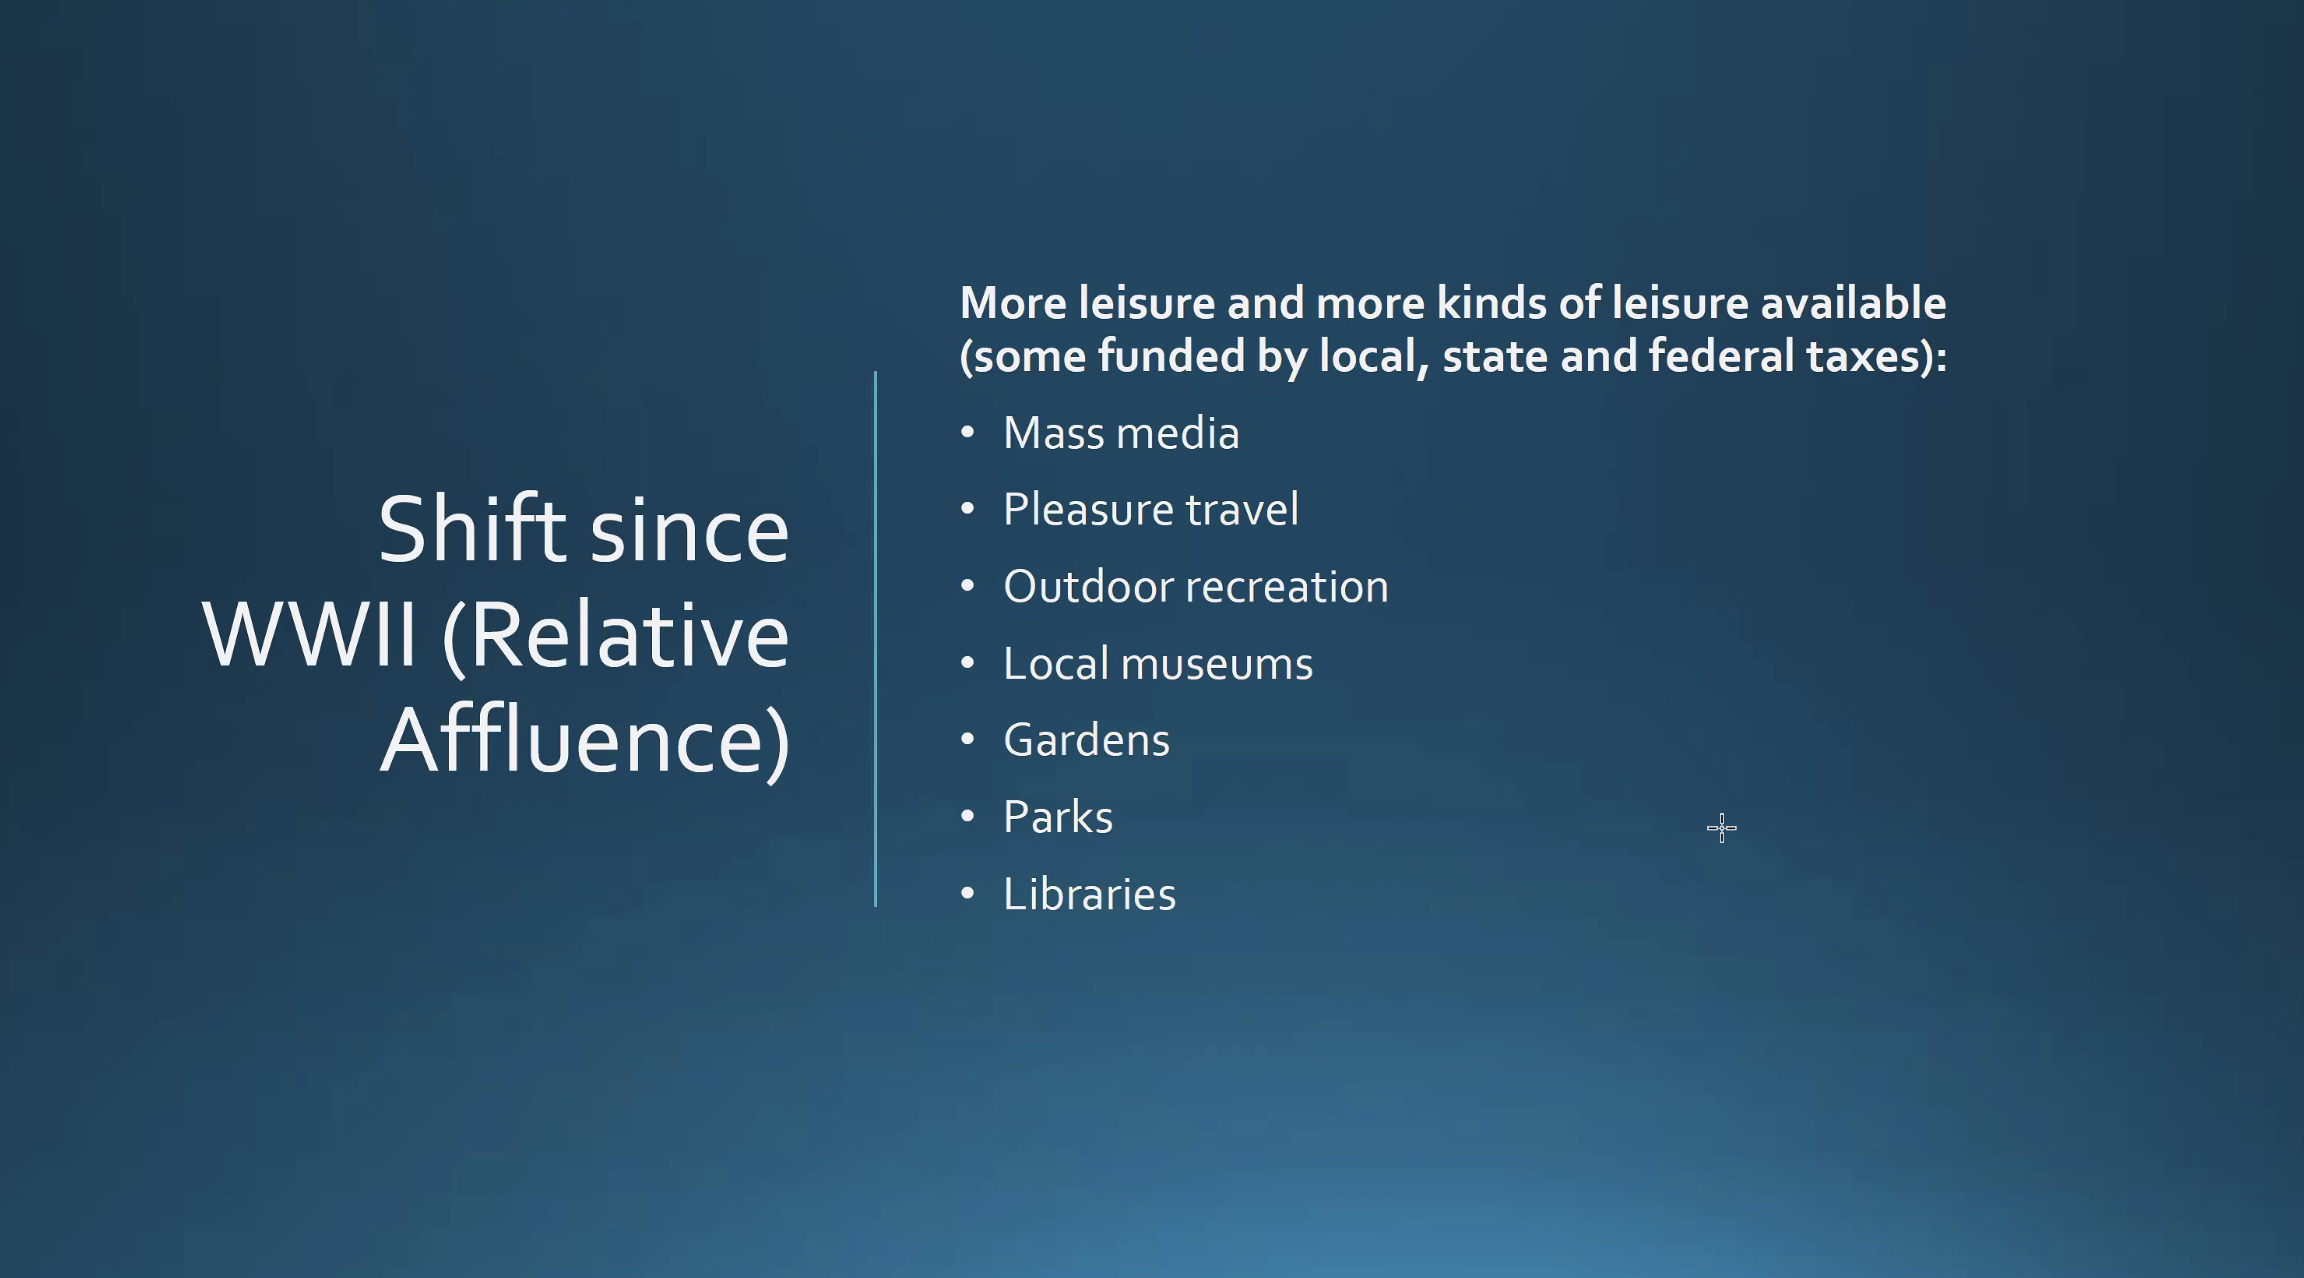 Shift since
WWII (Relative
Affluence)
More leisure and more kinds of leisure available
(some funded by local, state and federal taxes):
• Mass media
• Pleasure travel
• Outdoor recreation
• Local museums
• Gardens
• Parks
• Libraries